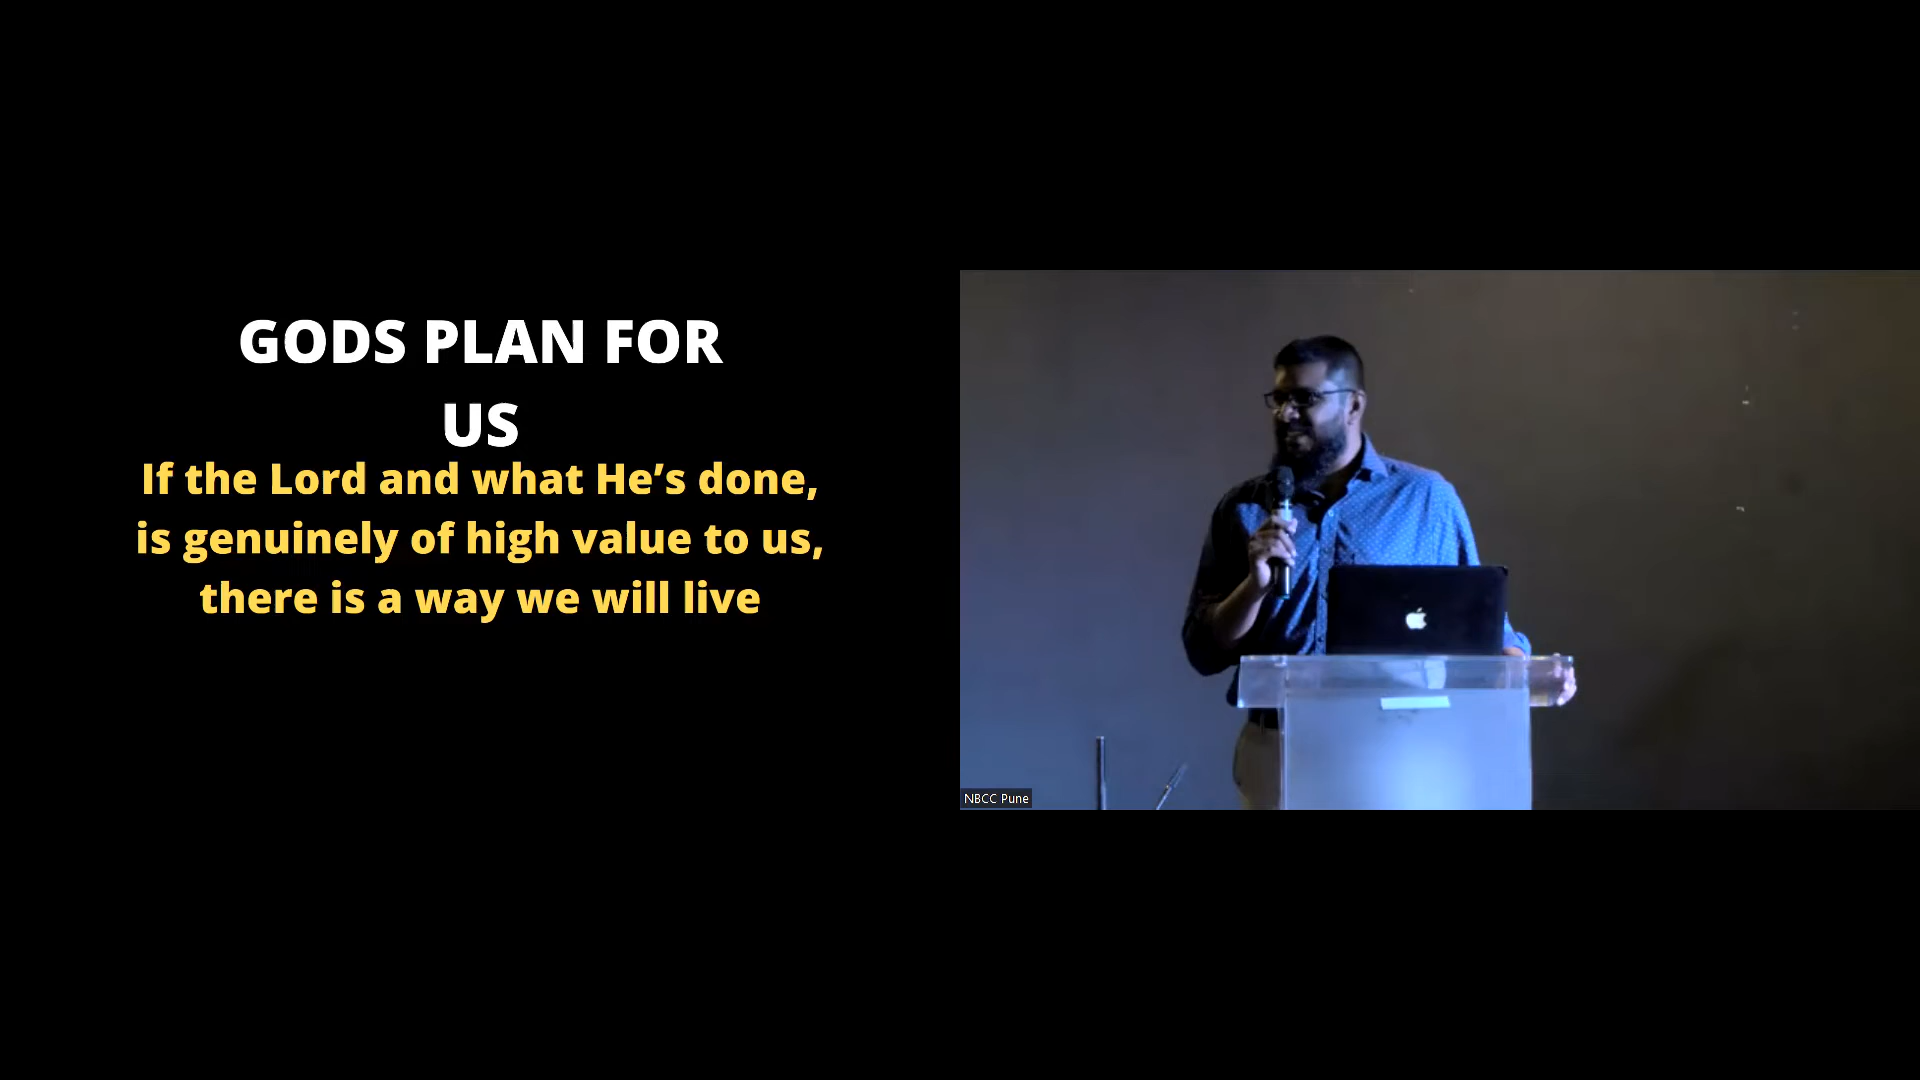 GODS PLAN FOR
US
If the Lord and what He’s done,
is genuinely of high value to us,
there is a way we will live
NBCC Pune